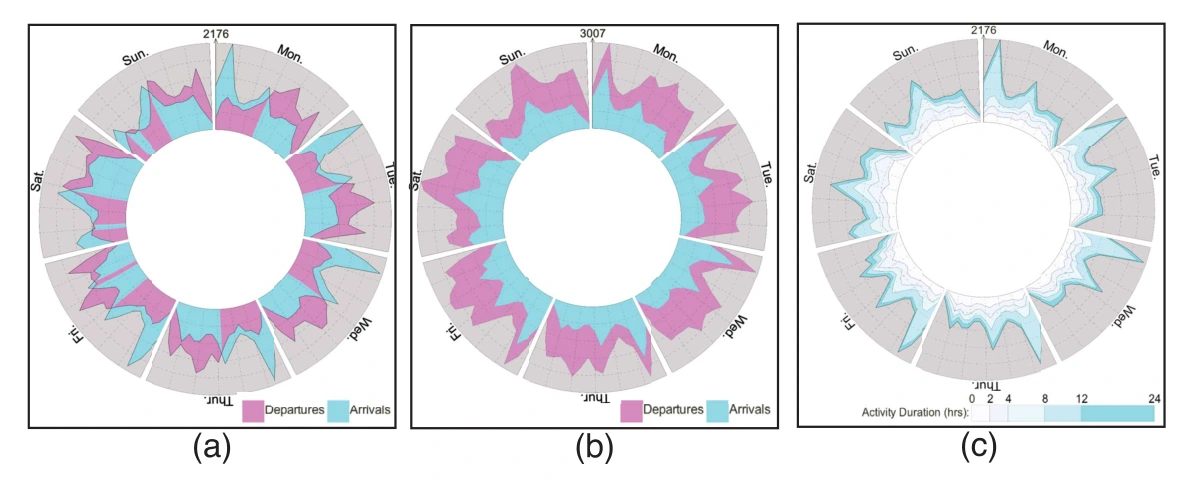 2176
Sun.
Mon.
Sat.
Tue.
Fri.
Wed.
Thur.
Departures
Arrivals
(a)
3007
Sun.
Mon.
Sat.
Tue.
Fri.
Wed.
Thur.
Departures
Arrivals
(b)
2176
Sun.
Mon.
Sat.
Tue.
Fri.
Wed.
Thur.
Activity Duration (hrs): 0 2 4 8 12 24
(c)